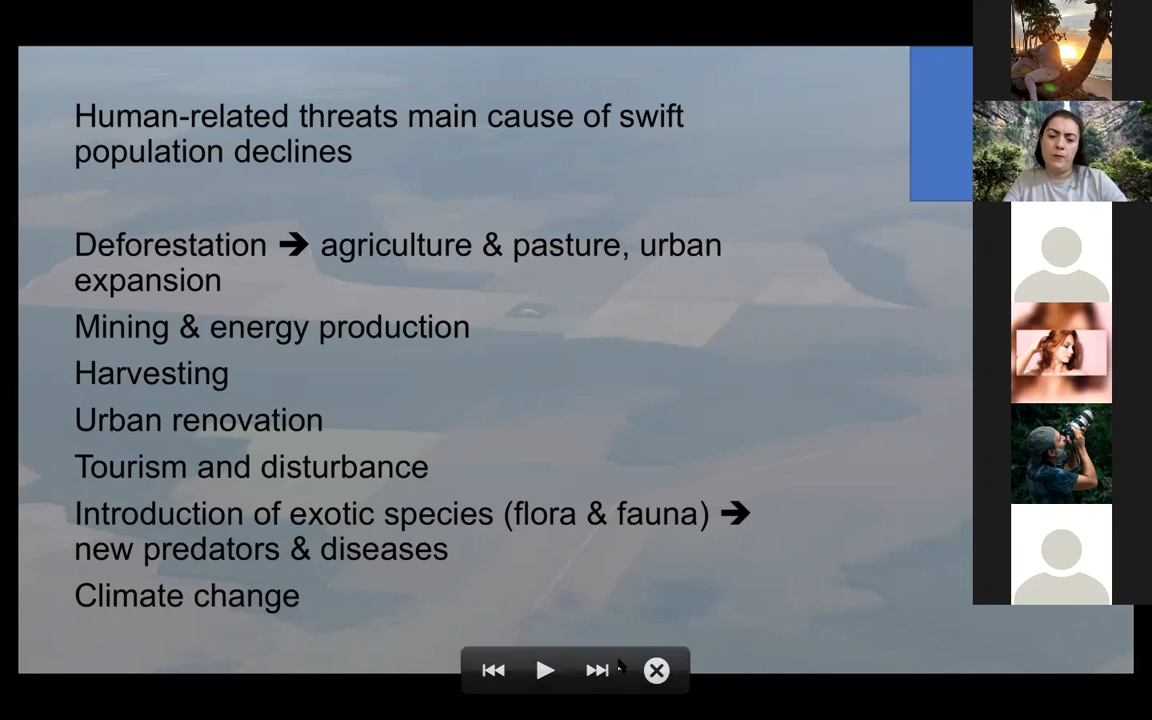 Human-related threats main cause of swift
population declines
Deforestation ➔ agriculture & pasture, urban
expansion
Mining & energy production
Harvesting
Urban renovation
Tourism and disturbance
Introduction of exotic species (flora & fauna) ➔
new predators & diseases
Climate change